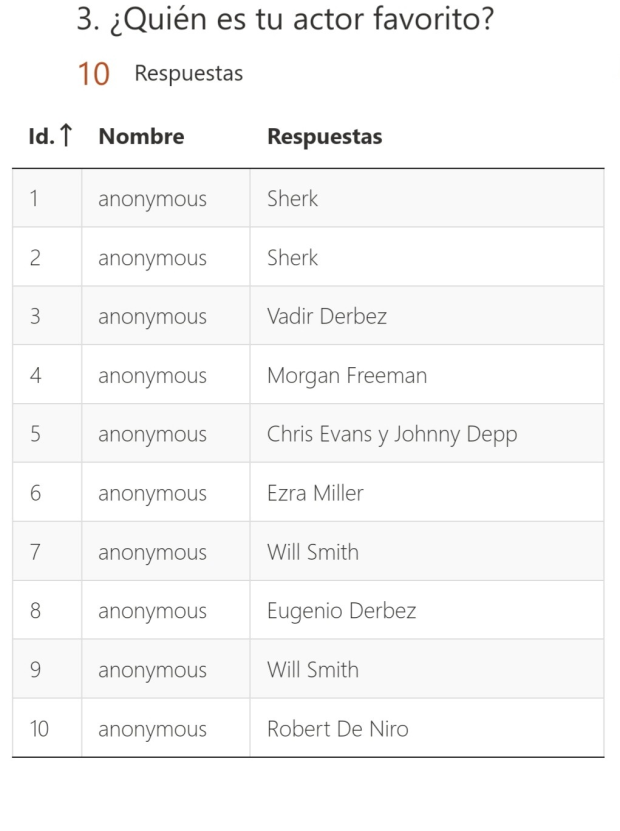 3. ¿Quién es tu actor favorito?
10 Respuestas
Id.↑ Nombre Respuestas
1 anonymous Sherk
2 anonymous Sherk
3 anonymous Vadir Derbez
4 anonymous Morgan Freeman
5 anonymous Chris Evans y Johnny Depp
6 anonymous Ezra Miller
7 anonymous Will Smith
8 anonymous Eugenio Derbez
9 anonymous Will Smith
10 anonymous Robert De Niro